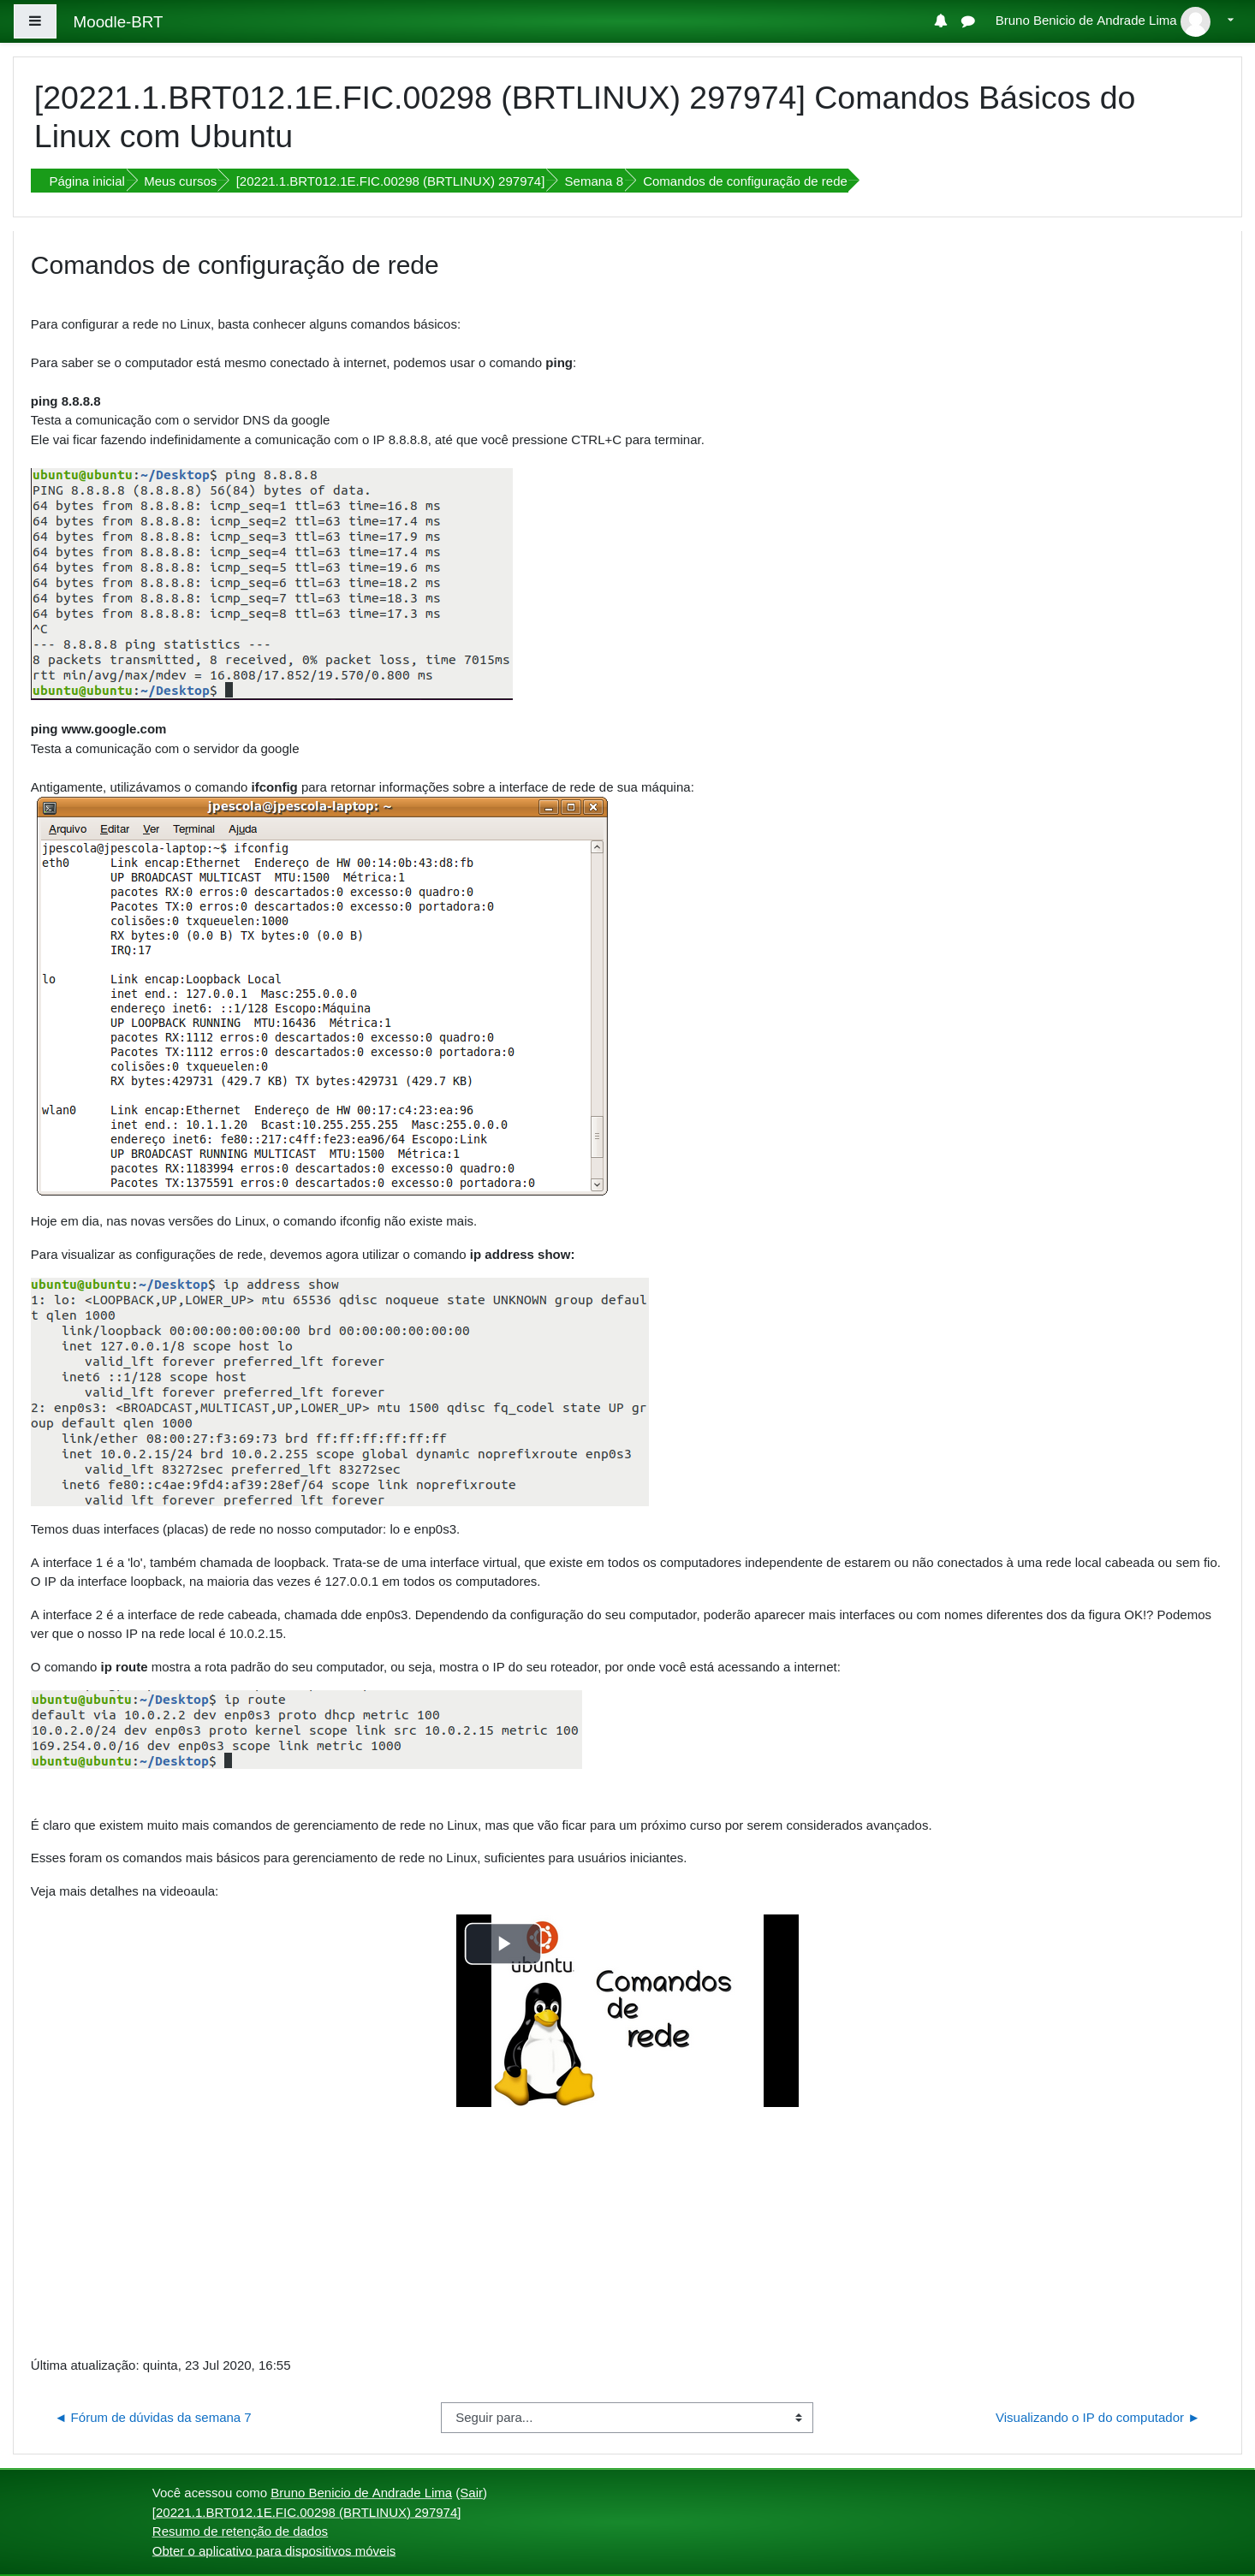 Moodle-BRT
Bruno Benicio de Andrade Lima
[20221.1.BRT012.1E.FIC.00298 (BRTLINUX) 297974] Comandos Básicos do
Linux com Ubuntu
Página inicial
Meus cursos
[20221.1.BRT012.1E.FIC.00298 (BRTLINUX) 297974]
Semana 8
Comandos de configuração de rede
Comandos de configuração de rede
Para configurar a rede no Linux, basta conhecer alguns comandos básicos:
Para saber se o computador está mesmo conectado à internet, podemos usar o comando ping:
ping 8.8.8.8
Testa a comunicação com o servidor DNS da google
Ele vai ficar fazendo indefinidamente a comunicação com o IP 8.8.8.8, até que você pressione CTRL+C para terminar.
ubuntu@ubuntu:~/Desktop$ ping 8.8.8.8
PING 8.8.8.8 (8.8.8.8) 56(84) bytes of data.
64 bytes from 8.8.8.8: icmp_seq=1 ttl=63 time=16.8 ms
64 bytes from 8.8.8.8: icmp_seq=2 ttl=63 time=17.4 ms
64 bytes from 8.8.8.8: icmp_seq=3 ttl=63 time=17.9 ms
64 bytes from 8.8.8.8: icmp_seq=4 ttl=63 time=17.4 ms
64 bytes from 8.8.8.8: icmp_seq=5 ttl=63 time=19.6 ms
64 bytes from 8.8.8.8: icmp_seq=6 ttl=63 time=18.2 ms
64 bytes from 8.8.8.8: icmp_seq=7 ttl=63 time=18.3 ms
64 bytes from 8.8.8.8: icmp_seq=8 ttl=63 time=17.3 ms
^C
--- 8.8.8.8 ping statistics ---
8 packets transmitted, 8 received, 0% packet loss, time 7015ms
rtt min/avg/max/mdev = 16.808/17.852/19.570/0.800 ms
ubuntu@ubuntu:~/Desktop$
ping www.google.com
Testa a comunicação com o servidor da google
Antigamente, utilizávamos o comando ifconfig para retornar informações sobre a interface de rede de sua máquina:
jpescola@jpescola-laptop: ~
Arquivo Editar Ver Terminal Ajuda
jpescola@jpescola-laptop:~$ ifconfig
eth0 Link encap:Ethernet Endereço de HW 00:14:0b:43:d8:fb
UP BROADCAST MULTICAST MTU:1500 Métrica:1
pacotes RX:0 erros:0 descartados:0 excesso:0 quadro:0
Pacotes TX:0 erros:0 descartados:0 excesso:0 portadora:0
colisões:0 txqueuelen:1000
RX bytes:0 (0.0 B) TX bytes:0 (0.0 B)
IRQ:17
lo Link encap:Loopback Local
inet end.: 127.0.0.1 Masc:255.0.0.0
endereço inet6: ::1/128 Escopo:Máquina
UP LOOPBACK RUNNING MTU:16436 Métrica:1
pacotes RX:1112 erros:0 descartados:0 excesso:0 quadro:0
Pacotes TX:1112 erros:0 descartados:0 excesso:0 portadora:0
colisões:0 txqueuelen:0
RX bytes:429731 (429.7 KB) TX bytes:429731 (429.7 KB)
wlan0 Link encap:Ethernet Endereço de HW 00:17:c4:23:ea:96
inet end.: 10.1.1.20 Bcast:10.255.255.255 Masc:255.0.0.0
endereço inet6: fe80::217:c4ff:fe23:ea96/64 Escopo:Link
UP BROADCAST RUNNING MULTICAST MTU:1500 Métrica:1
pacotes RX:1183994 erros:0 descartados:0 excesso:0 quadro:0
Pacotes TX:1375591 erros:0 descartados:0 excesso:0 portadora:0
Hoje em dia, nas novas versões do Linux, o comando ifconfig não existe mais.
Para visualizar as configurações de rede, devemos agora utilizar o comando ip address show:
ubuntu@ubuntu:~/Desktop$ ip address show
1: lo: <LOOPBACK,UP,LOWER_UP> mtu 65536 qdisc noqueue state UNKNOWN group defaul
t qlen 1000
link/loopback 00:00:00:00:00:00 brd 00:00:00:00:00:00
inet 127.0.0.1/8 scope host lo
valid_lft forever preferred_lft forever
inet6 ::1/128 scope host
valid_lft forever preferred_lft forever
2: enp0s3: <BROADCAST,MULTICAST,UP,LOWER_UP> mtu 1500 qdisc fq_codel state UP gr
oup default qlen 1000
link/ether 08:00:27:f3:69:73 brd ff:ff:ff:ff:ff:ff
inet 10.0.2.15/24 brd 10.0.2.255 scope global dynamic noprefixroute enp0s3
valid_lft 83272sec preferred_lft 83272sec
inet6 fe80::c4ae:9fd4:af39:28ef/64 scope link noprefixroute
valid_lft forever preferred_lft forever
Temos duas interfaces (placas) de rede no nosso computador: lo e enp0s3.
A interface 1 é a 'lo', também chamada de loopback. Trata-se de uma interface virtual, que existe em todos os computadores independente de estarem ou não conectados à uma rede local cabeada ou sem fio.
O IP da interface loopback, na maioria das vezes é 127.0.0.1 em todos os computadores.
A interface 2 é a interface de rede cabeada, chamada dde enp0s3. Dependendo da configuração do seu computador, poderão aparecer mais interfaces ou com nomes diferentes dos da figura OK!? Podemos
ver que o nosso IP na rede local é 10.0.2.15.
O comando ip route mostra a rota padrão do seu computador, ou seja, mostra o IP do seu roteador, por onde você está acessando a internet:
ubuntu@ubuntu:~/Desktop$ ip route
default via 10.0.2.2 dev enp0s3 proto dhcp metric 100
10.0.2.0/24 dev enp0s3 proto kernel scope link src 10.0.2.15 metric 100
169.254.0.0/16 dev enp0s3 scope link metric 1000
ubuntu@ubuntu:~/Desktop$
É claro que existem muito mais comandos de gerenciamento de rede no Linux, mas que vão ficar para um próximo curso por serem considerados avançados.
Esses foram os comandos mais básicos para gerenciamento de rede no Linux, suficientes para usuários iniciantes.
Veja mais detalhes na videoaula:
ubuntu
Comandos
de
rede
Última atualização: quinta, 23 Jul 2020, 16:55
◄ Fórum de dúvidas da semana 7
Seguir para...
Visualizando o IP do computador ►
Você acessou como Bruno Benicio de Andrade Lima (Sair)
[20221.1.BRT012.1E.FIC.00298 (BRTLINUX) 297974]
Resumo de retenção de dados
Obter o aplicativo para dispositivos móveis